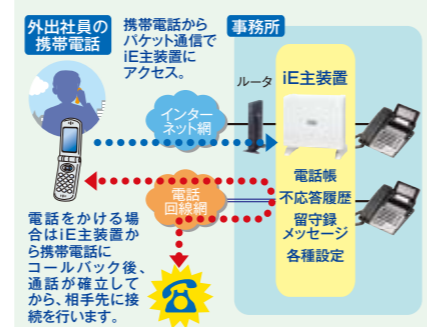 外出社員の
携帯電話
携帯電話から
パケット通信で
iE主装置に
アクセス。
事務所
ルータ
iE主装置
インター
ネット網
電話
回線網
電話帳
不応答履歴
留守録
メッセージ
各種設定
電話をかける場
合はiE主装置か
ら携帯電話に
コールバック後、
通話が確立して
から、相手先に接
続を行います。